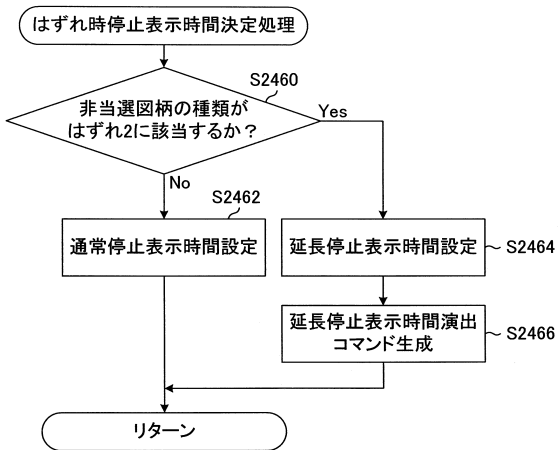 はずれ時停止表示時間決定処理
S2460
非当選図柄の種類が
はずれ2に該当するか？
Yes
No
S2462
通常停止表示時間設定
延長停止表示時間設定
S2464
延長停止表示時間演出
コマンド生成
S2466
リターン